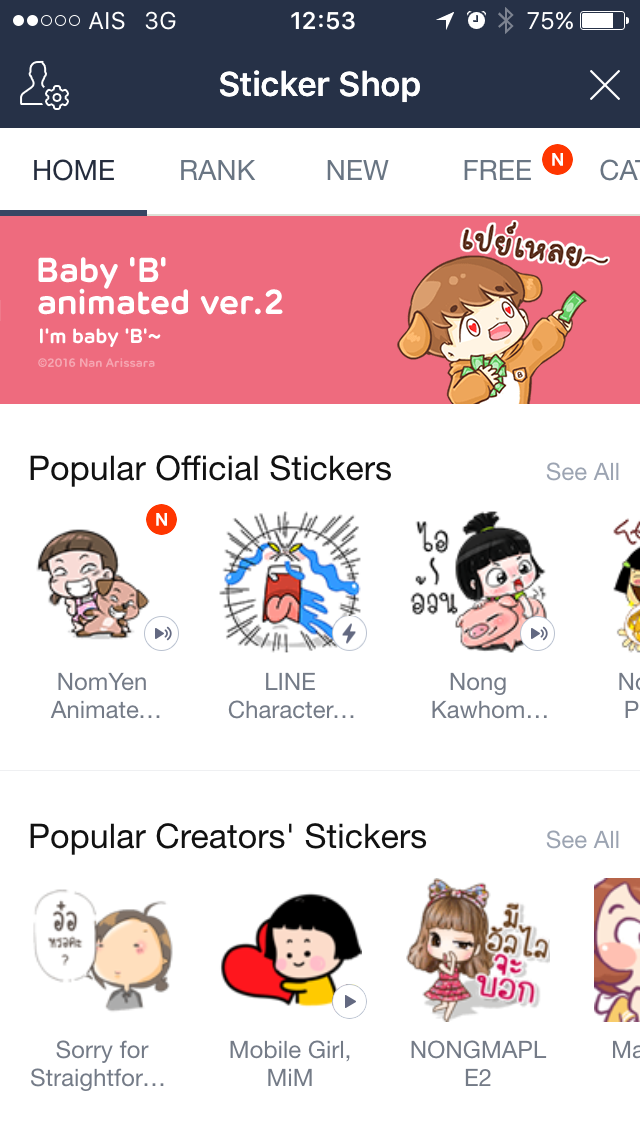 AIS 3G 12:53 75%
Sticker Shop
HOME RANK NEW FREE N CAT
เปย์เหลย~
Baby 'B'
animated ver.2
I'm baby 'B'~
©2016 Nan Arissara
B
Popular Official Stickers See All
N
ไอ
อ้วน
NomYen
Animate...
LINE
Character...
Nong
Kawhom...
No
P
Popular Creators' Stickers See All
อ๋อ
หรอคะ
?
มี
อัลไล
จะ
บอก
Sorry for
Straightfor...
Mobile Girl,
MiM
NONGMAPL
E2
Ma